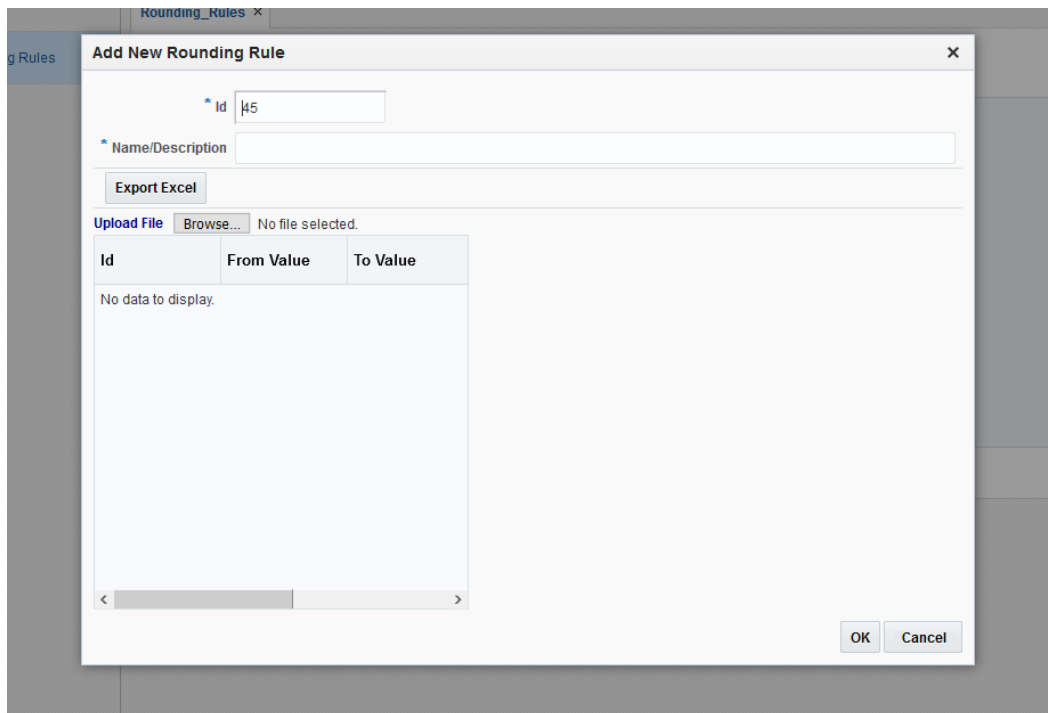 Rounding_Rules ×
g Rules
Add New Rounding Rule ×
* Id 45
* Name/Description
Export Excel
Upload File Browse... No file selected.
Id From Value To Value
No data to display.
OK Cancel